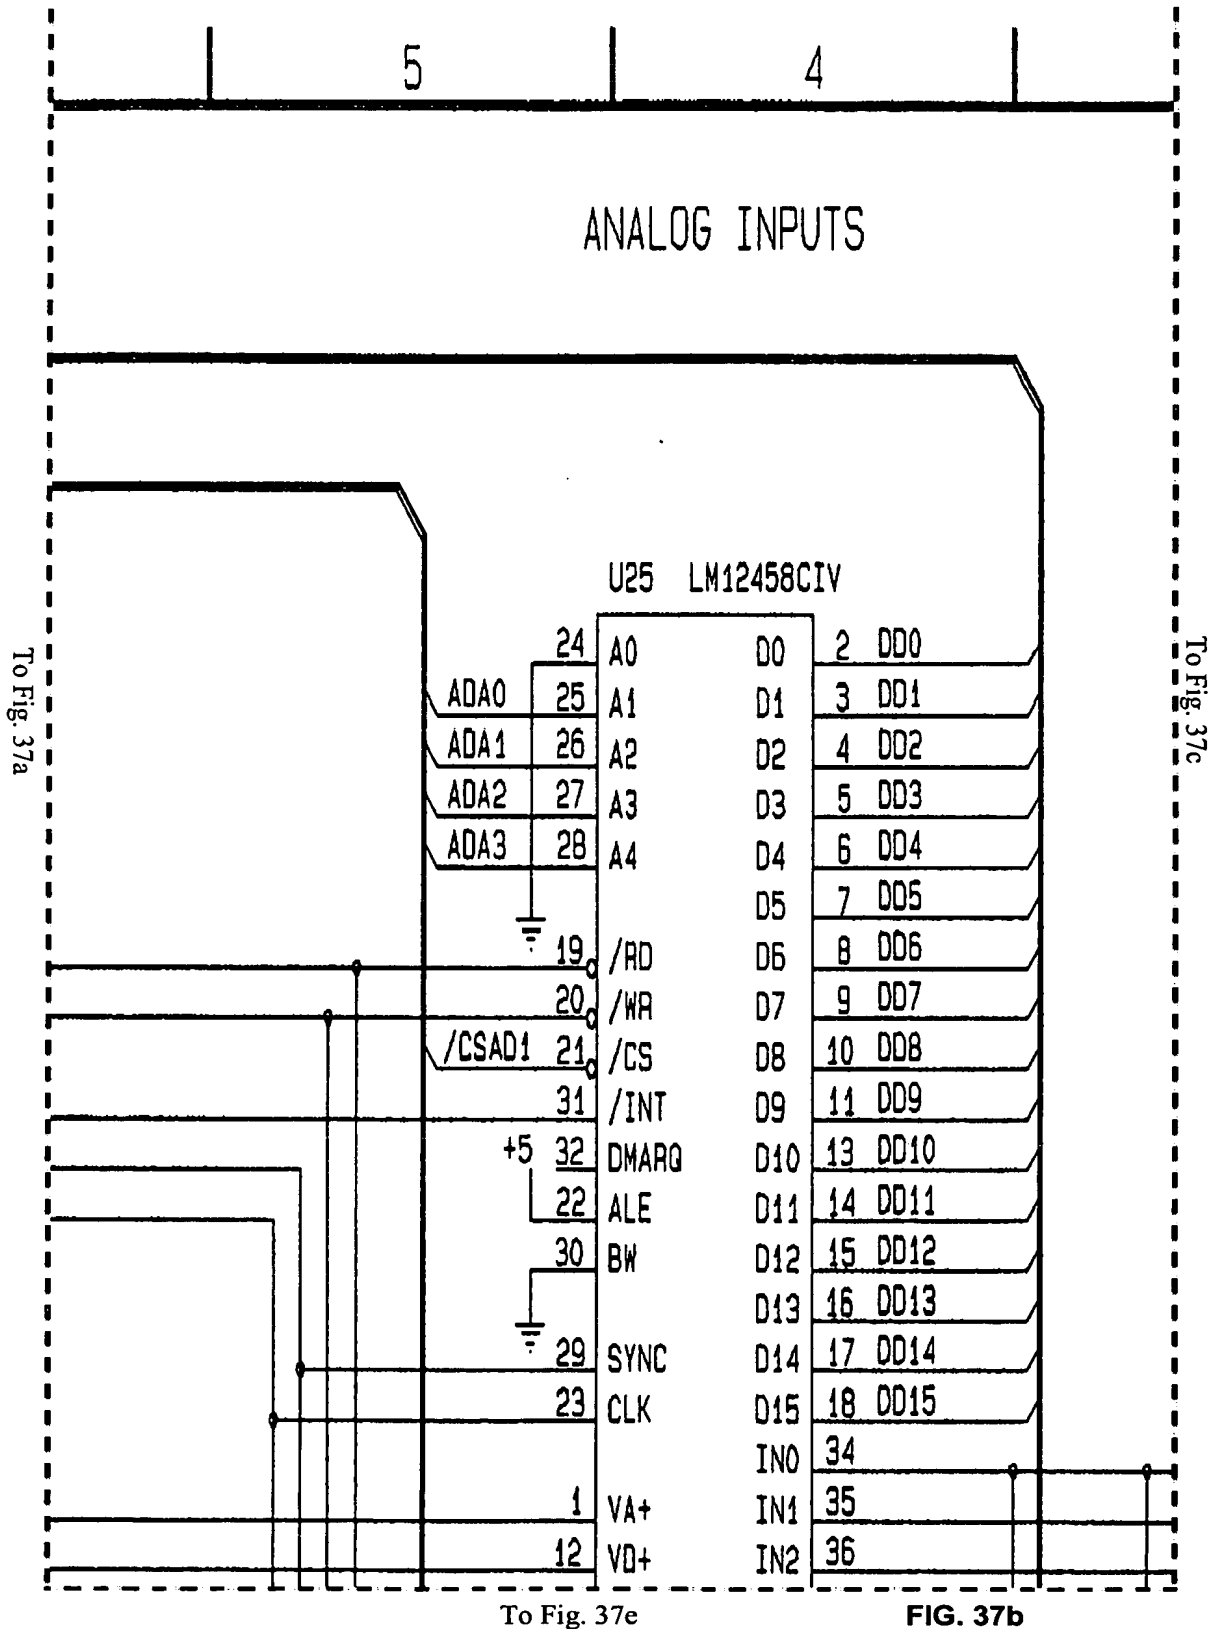 5 4
ANALOG INPUTS
U25 LM12458CIV
24 A0 D0 2 DD0
ADA0 25 A1 D1 3 DD1
ADA1 26 A2 D2 4 DD2
ADA2 27 A3 D3 5 DD3
ADA3 28 A4 D4 6 DD4
D5 7 DD5
19 /RD D6 8 DD6
20 /WR D7 9 DD7
/CSAD1 21 /CS D8 10 DD8
31 /INT D9 11 DD9
+5 32 DMARQ D10 13 DD10
22 ALE D11 14 DD11
30 BW D12 15 DD12
D13 16 DD13
29 SYNC D14 17 DD14
23 CLK D15 18 DD15
IN0 34
1 VA+ IN1 35
12 VD+ IN2 36
To Fig. 37a
To Fig. 37c
To Fig. 37e
FIG. 37b